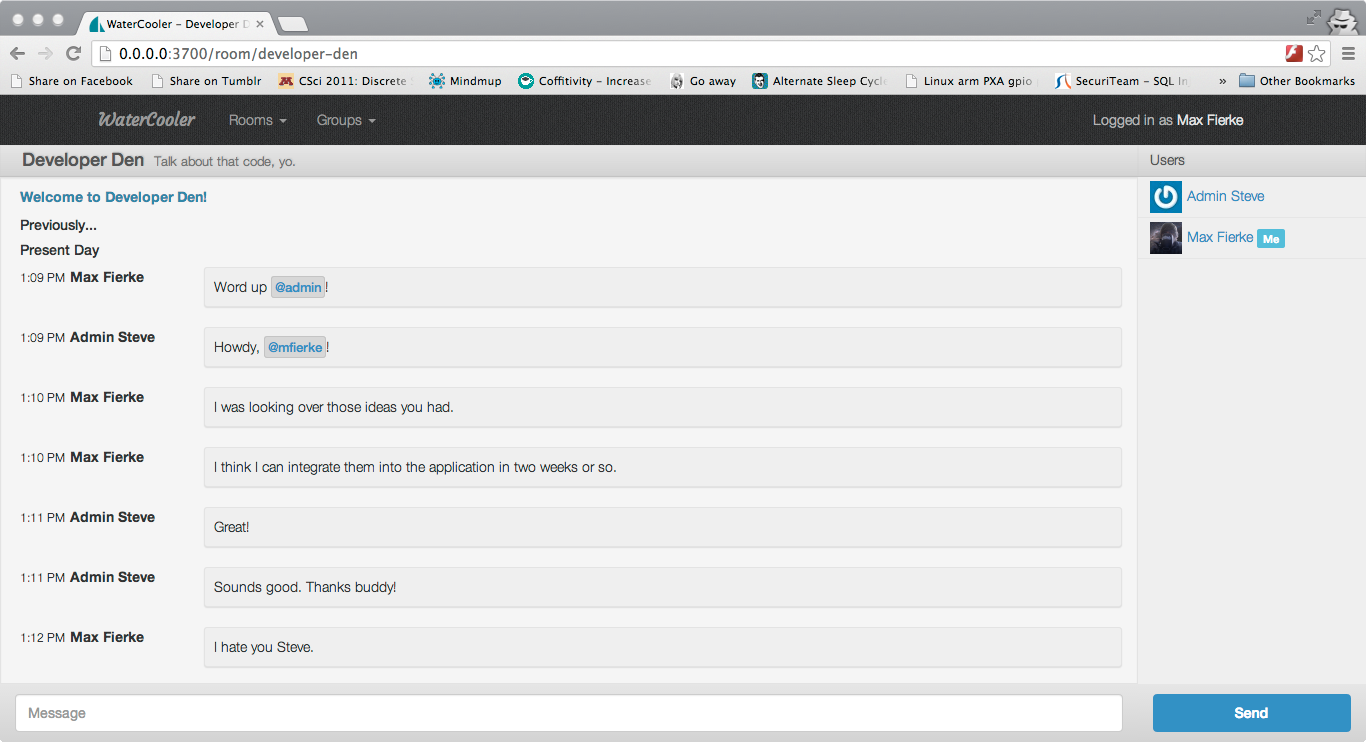 WaterCooler – Developer D
0.0.0.0:3700/room/developer-den
Share on Facebook Share on Tumblr CSci 2011: Discrete Mindmup Coffitivity – Increase Go away Alternate Sleep Cycl Linux arm PXA gpio SecuriTeam – SQL In » Other Bookmarks
WaterCooler Rooms Groups Logged in as Max Fierke
Developer Den Talk about that code, yo. Users
Welcome to Developer Den!
Admin Steve
Previously...
Max Fierke Me
Present Day
1:09 PM Max Fierke Word up @admin!
1:09 PM Admin Steve Howdy, @mfierke!
1:10 PM Max Fierke I was looking over those ideas you had.
1:10 PM Max Fierke I think I can integrate them into the application in two weeks or so.
1:11 PM Admin Steve Great!
1:11 PM Admin Steve Sounds good. Thanks buddy!
1:12 PM Max Fierke I hate you Steve.
Message Send